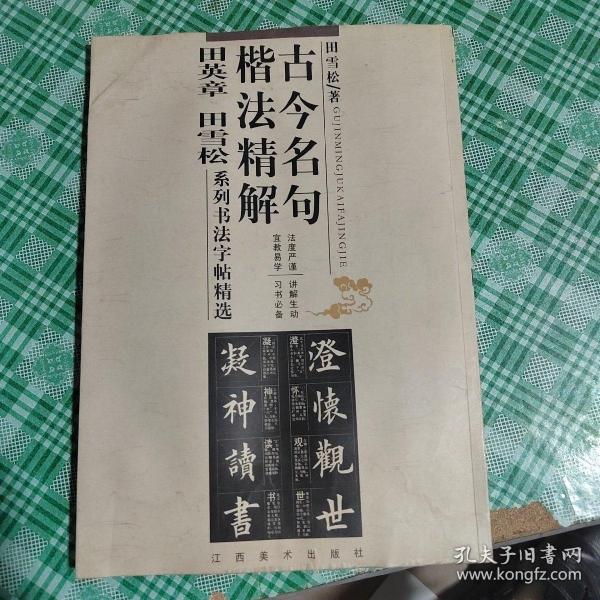 田雪松/著
GUJINMINGJUKAIFAJINGJIE
古今名句
楷法精解
田英章 田雪松
系列书法字帖精选
法度严谨 讲解生动
宜教易学 习书必备
澄懷觀世
澄 怀 观 世
凝 神 读 书
凝神讀書
江西美术出版社
孔夫子旧书网
www.kongfz.com